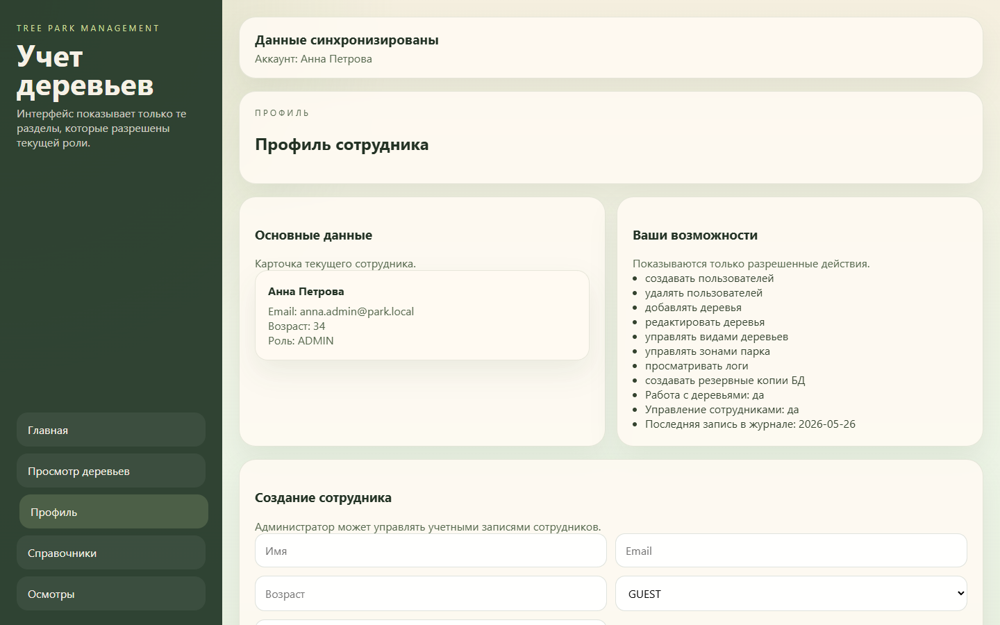 TREE PARK MANAGEMENT
Учет
деревьев
Интерфейс показывает только те
разделы, которые разрешены
текущей роли.
Главная
Просмотр деревьев
Профиль
Справочники
Осмотры
Данные синхронизированы
Аккаунт: Анна Петрова
ПРОФИЛЬ
Профиль сотрудника
Основные данные
Карточка текущего сотрудника.
Анна Петрова
Email: anna.admin@park.local
Возраст: 34
Роль: ADMIN
Ваши возможности
Показываются только разрешенные действия.
создавать пользователей
удалять пользователей
добавлять деревья
редактировать деревья
управлять видами деревьев
управлять зонами парка
просматривать логи
создавать резервные копии БД
Работа с деревьями: да
Управление сотрудниками: да
Последняя запись в журнале: 2026-05-26
Создание сотрудника
Администратор может управлять учетными записями сотрудников.
Имя
Email
Возраст
GUEST